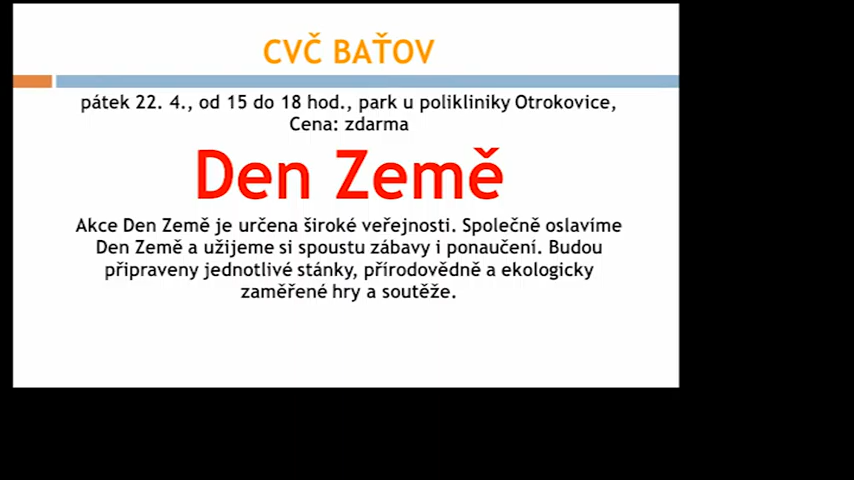 CVČ BAŤOV
pátek 22. 4., od 15 do 18 hod., park u polikliniky Otrokovice,
Cena: zdarma
Den Země
Akce Den Země je určena široké veřejnosti. Společně oslavíme
Den Země a užijeme si spoustu zábavy i ponaučení. Budou
připraveny jednotlivé stánky, přírodovědně a ekologicky
zaměřené hry a soutěže.